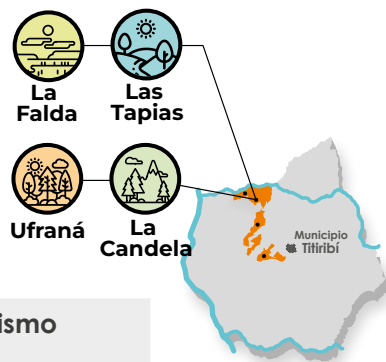 La
Falda
Las
Tapias
Ufraná
La
Candela
Municipio
Titiribí
ismo